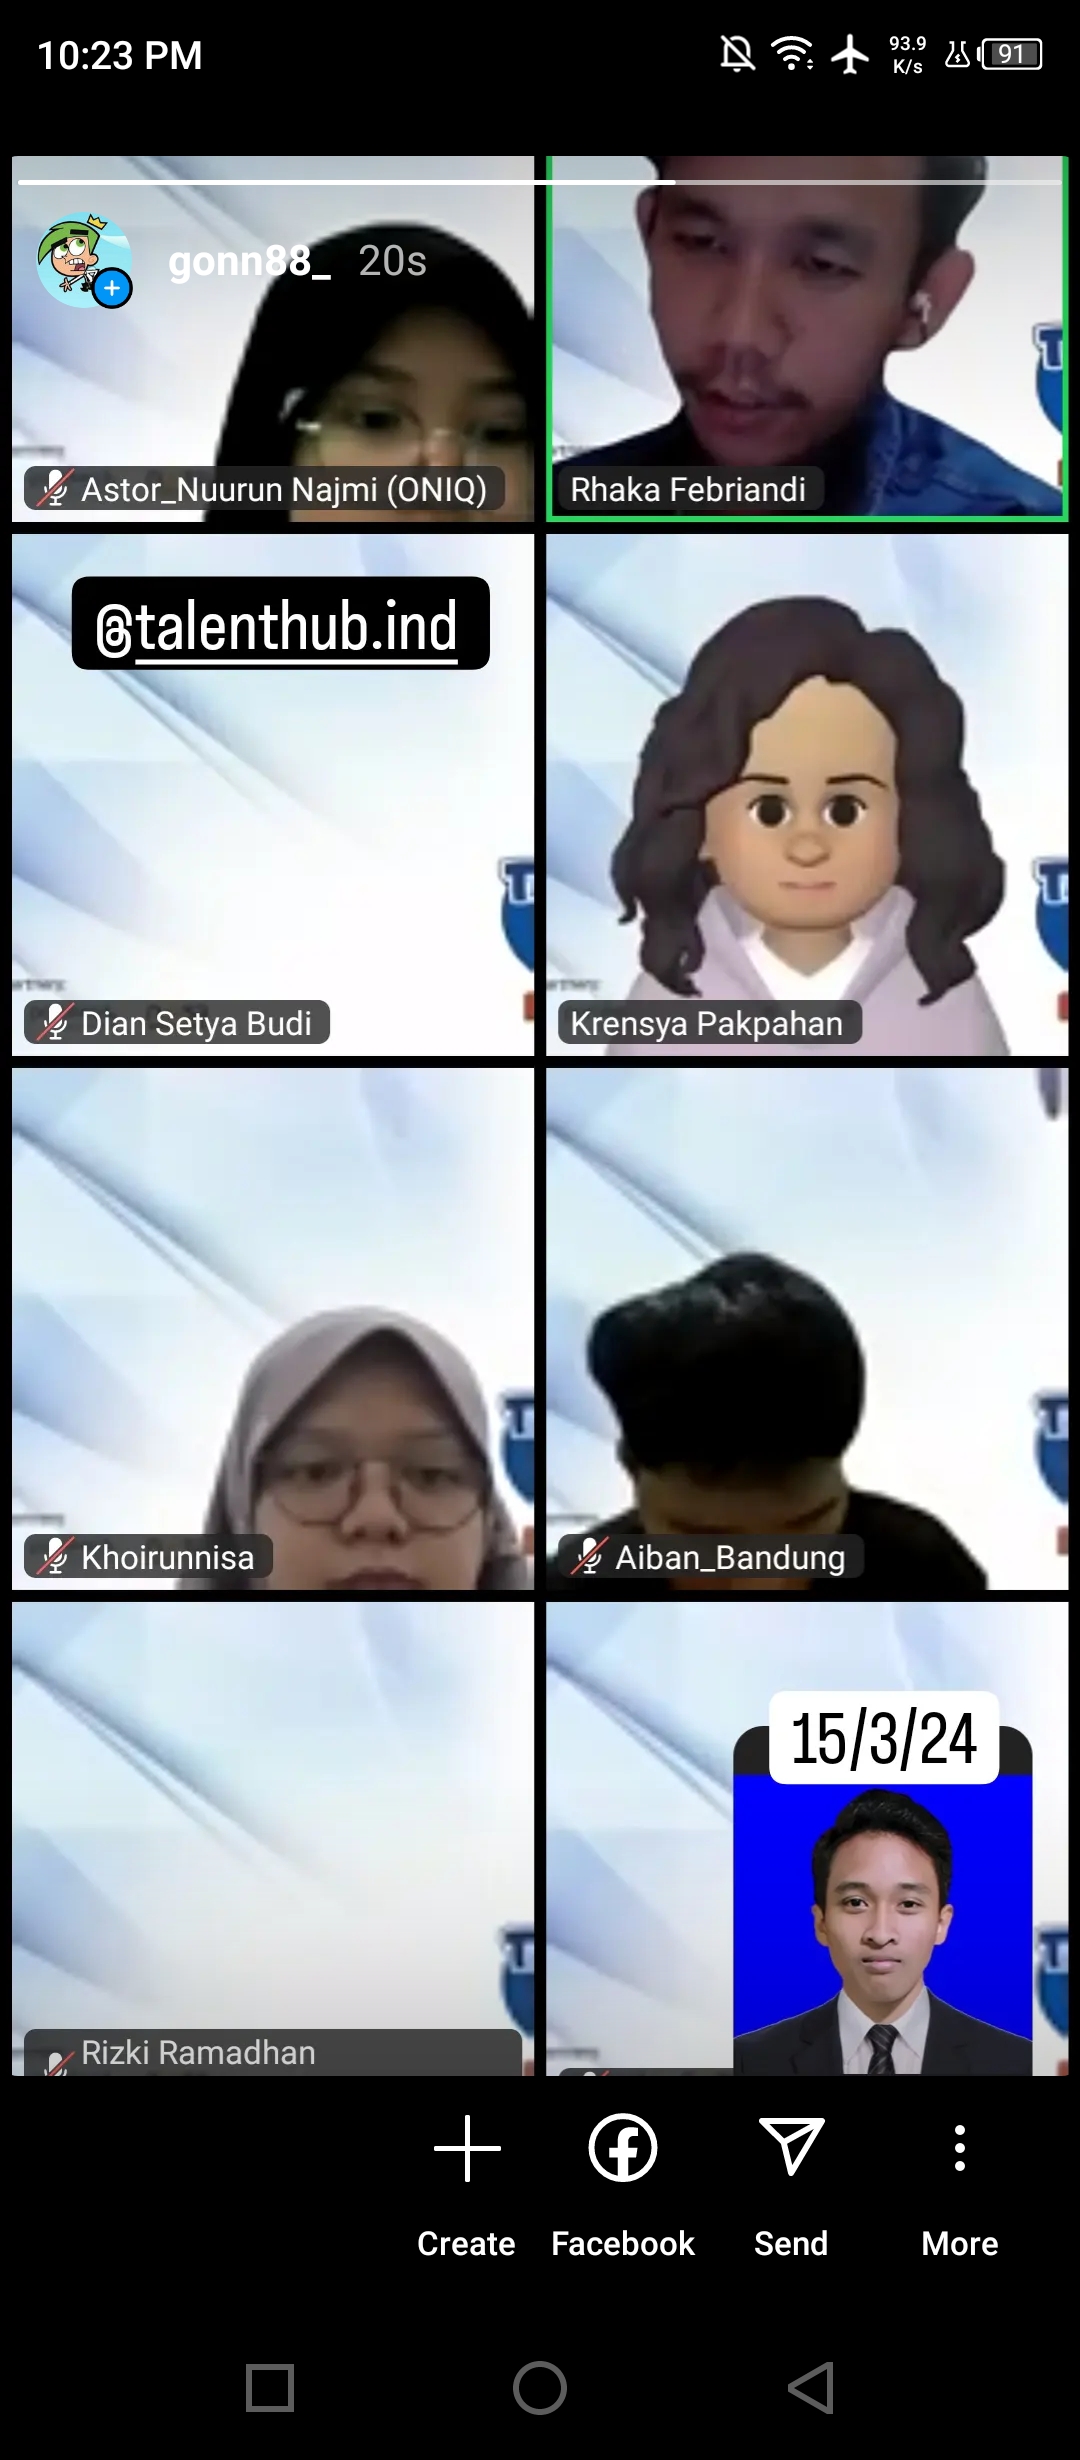 10:23 PM
93.9
K/s
91
gonn88_ 20s
Astor_Nuurun Najmi (ONIQ)
Rhaka Febriandi
@talenthub.ind
Dian Setya Budi
Krensya Pakpahan
Khoirunnisa
Aiban_Bandung
15/3/24
Rizki Ramadhan
Create
Facebook
Send
More